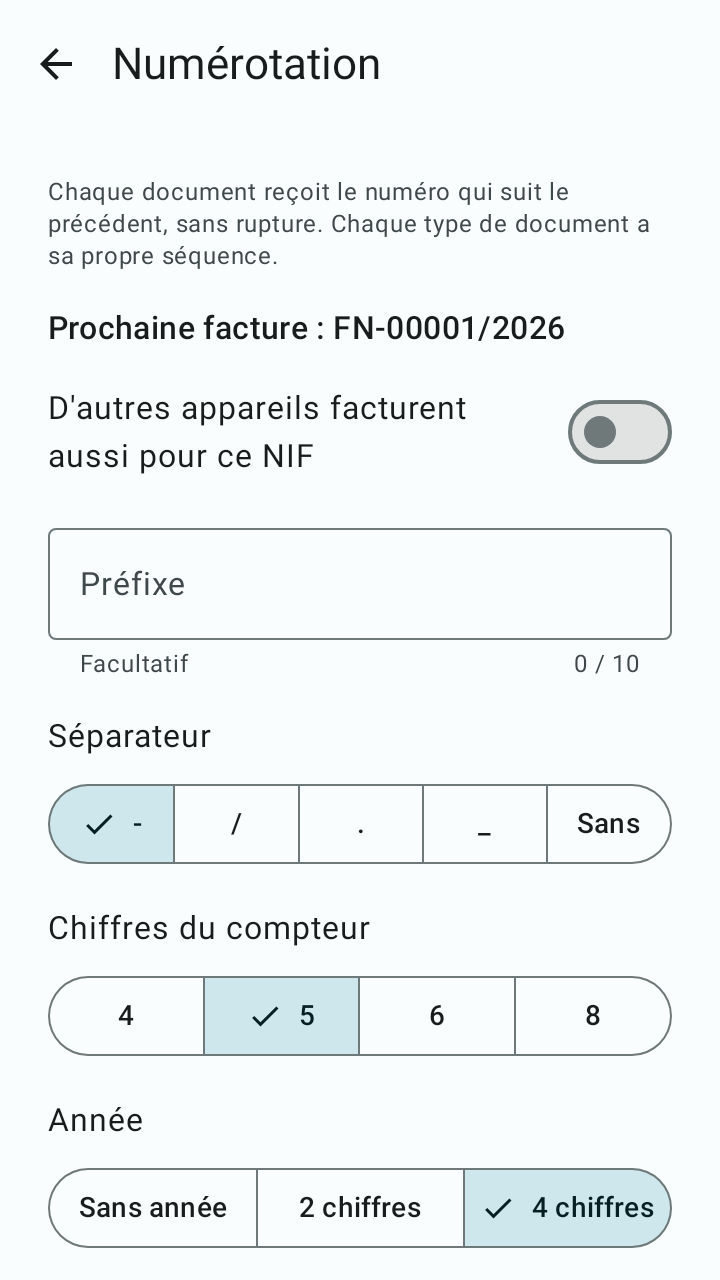 Numérotation
Chaque document reçoit le numéro qui suit le
précédent, sans rupture. Chaque type de document a
sa propre séquence.
Prochaine facture : FN-00001/2026
D'autres appareils facturent
aussi pour ce NIF
Préfixe
Facultatif 0 / 10
Séparateur
- / . _ Sans
Chiffres du compteur
4 5 6 8
Année
Sans année 2 chiffres 4 chiffres